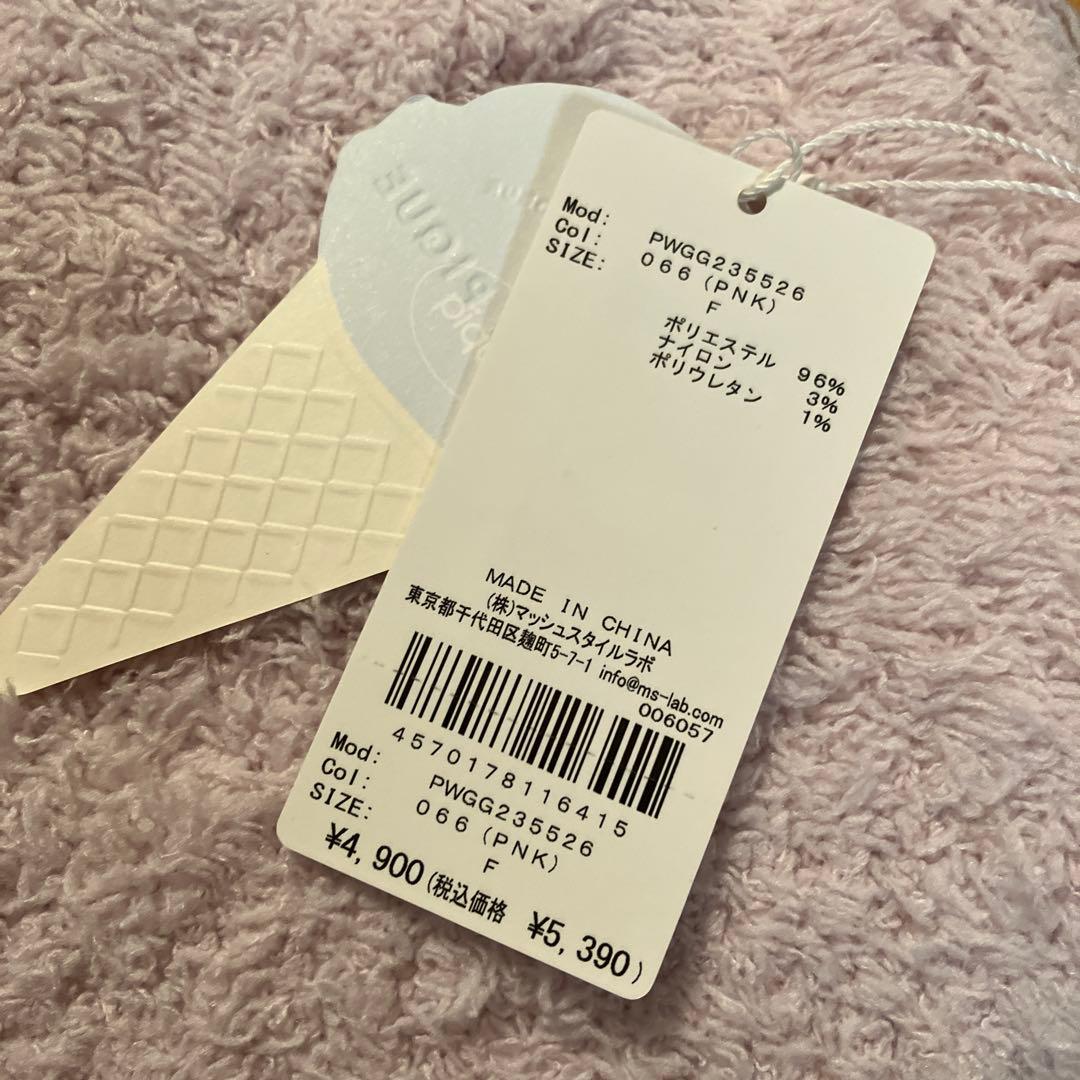 PIQUE
Mod: PWGG235526
Col: 066 (PNK)
SIZE: F
ポリエステル 96%
ナイロン 3%
ポリウレタン 1%
MADE IN CHINA
(株)マッシュスタイルラボ
東京都千代田区麹町5-7-1 info@ms-lab.com
006057
4570178116415
Mod: PWGG235526
Col: 066 (PNK)
SIZE: F
¥4,900(税込価格 ¥5,390)